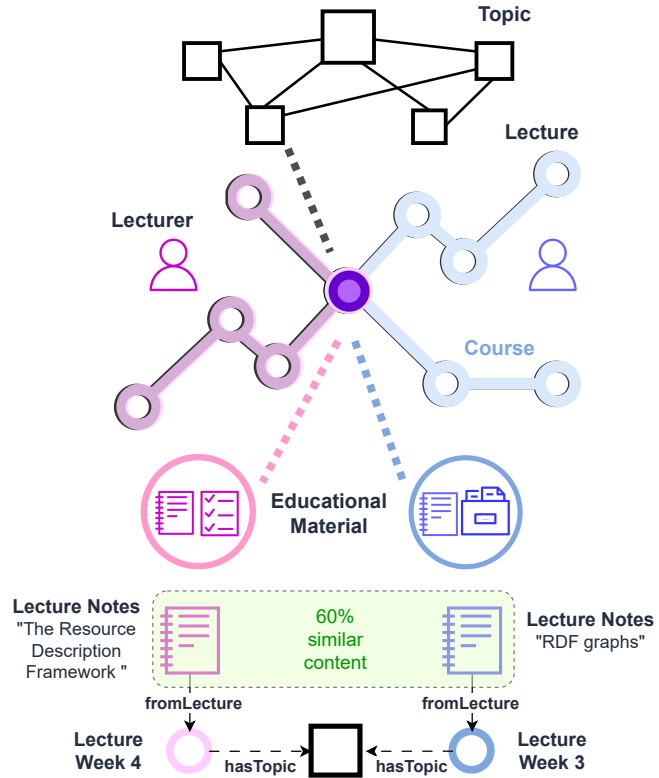 Topic
Lecture
Lecturer
Course
Educational
Material
Lecture Notes
"The Resource
Description
Framework "
60%
similar
content
Lecture Notes
"RDF graphs"
fromLecture
fromLecture
Lecture
Week 4
hasTopic
hasTopic
Lecture
Week 3